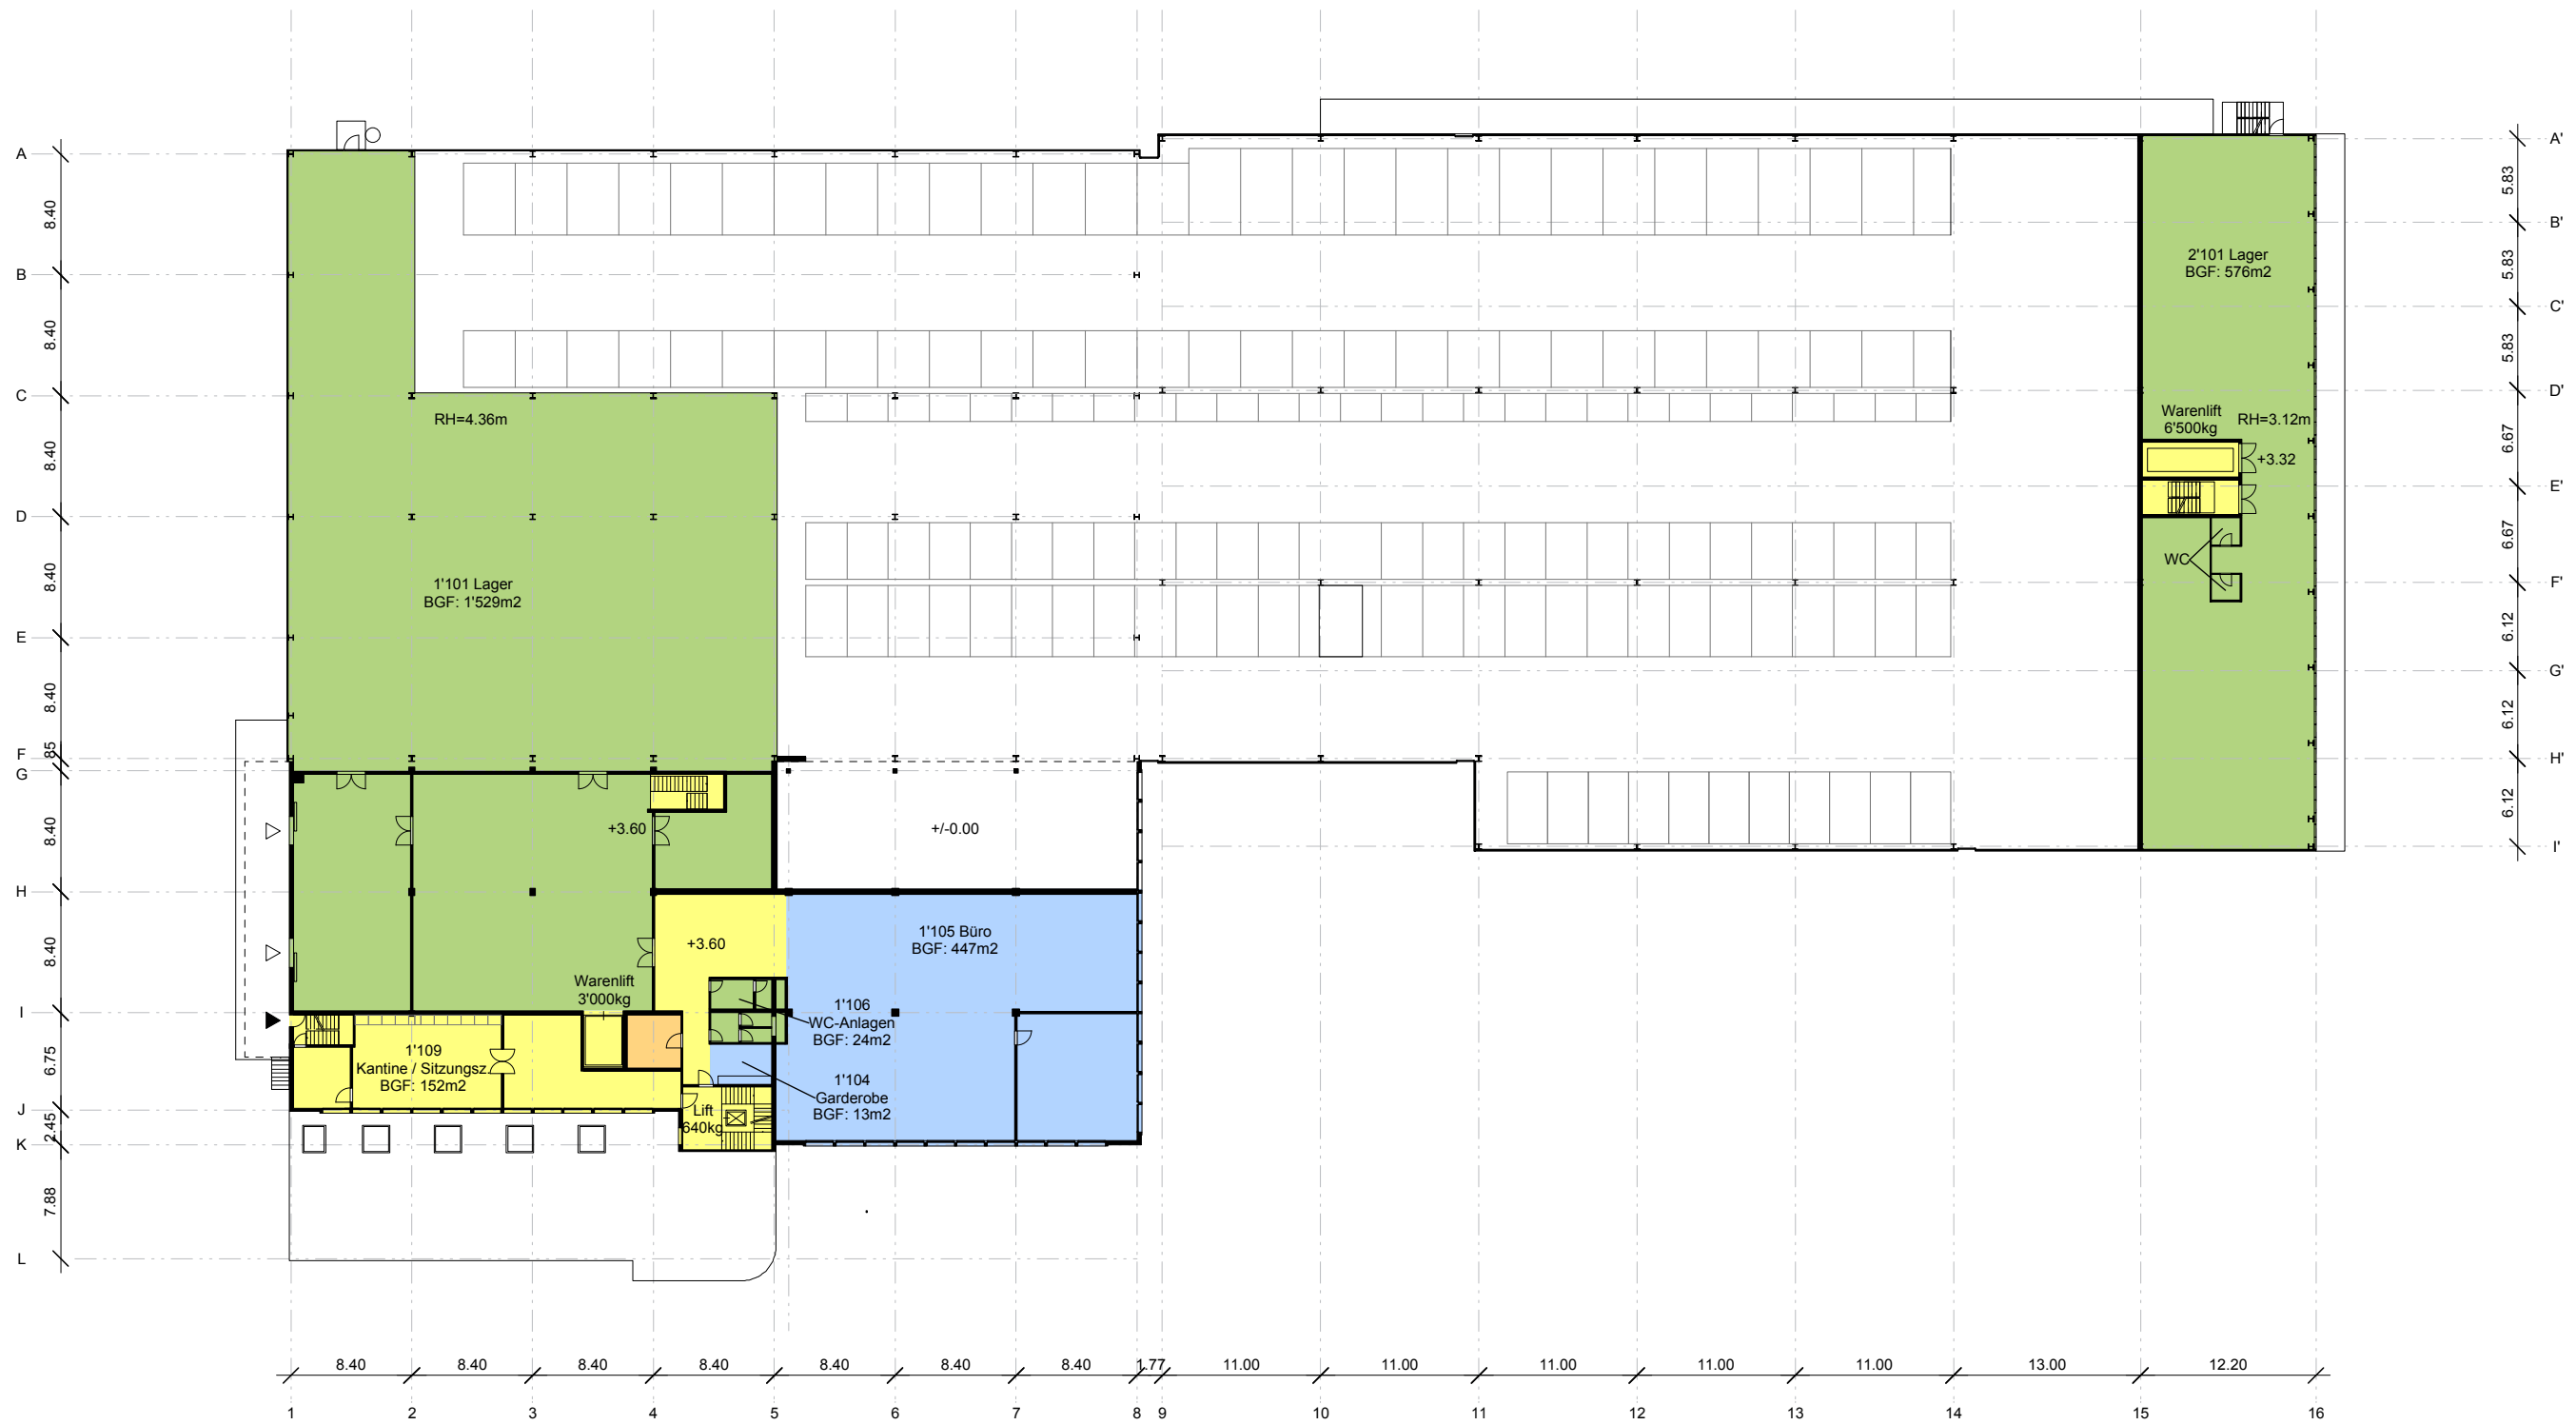 A
B
C
D
E
F
G
H
I
J
K
L
8.40
8.40
8.40
8.40
8.40
.85
8.40
8.40
6.75
2.45
7.88
A'
B'
C'
D'
E'
F'
G'
H'
I'
5.83
5.83
5.83
6.67
6.67
6.12
6.12
6.12
RH=4.36m
1'101 Lager
BGF: 1'529m2
2'101 Lager
BGF: 576m2
Warenlift
6'500kg
RH=3.12m
+3.32
WC
+3.60
+/-0.00
+3.60
1'105 Büro
BGF: 447m2
Warenlift
3'000kg
1'106
WC-Anlagen
BGF: 24m2
1'109
Kantine / Sitzungsz.
BGF: 152m2
1'104
Garderobe
BGF: 13m2
Lift
640kg
8.40
8.40
8.40
8.40
8.40
8.40
8.40
1.77
11.00
11.00
11.00
11.00
11.00
13.00
12.20
1
2
3
4
5
6
7
8
9
10
11
12
13
14
15
16